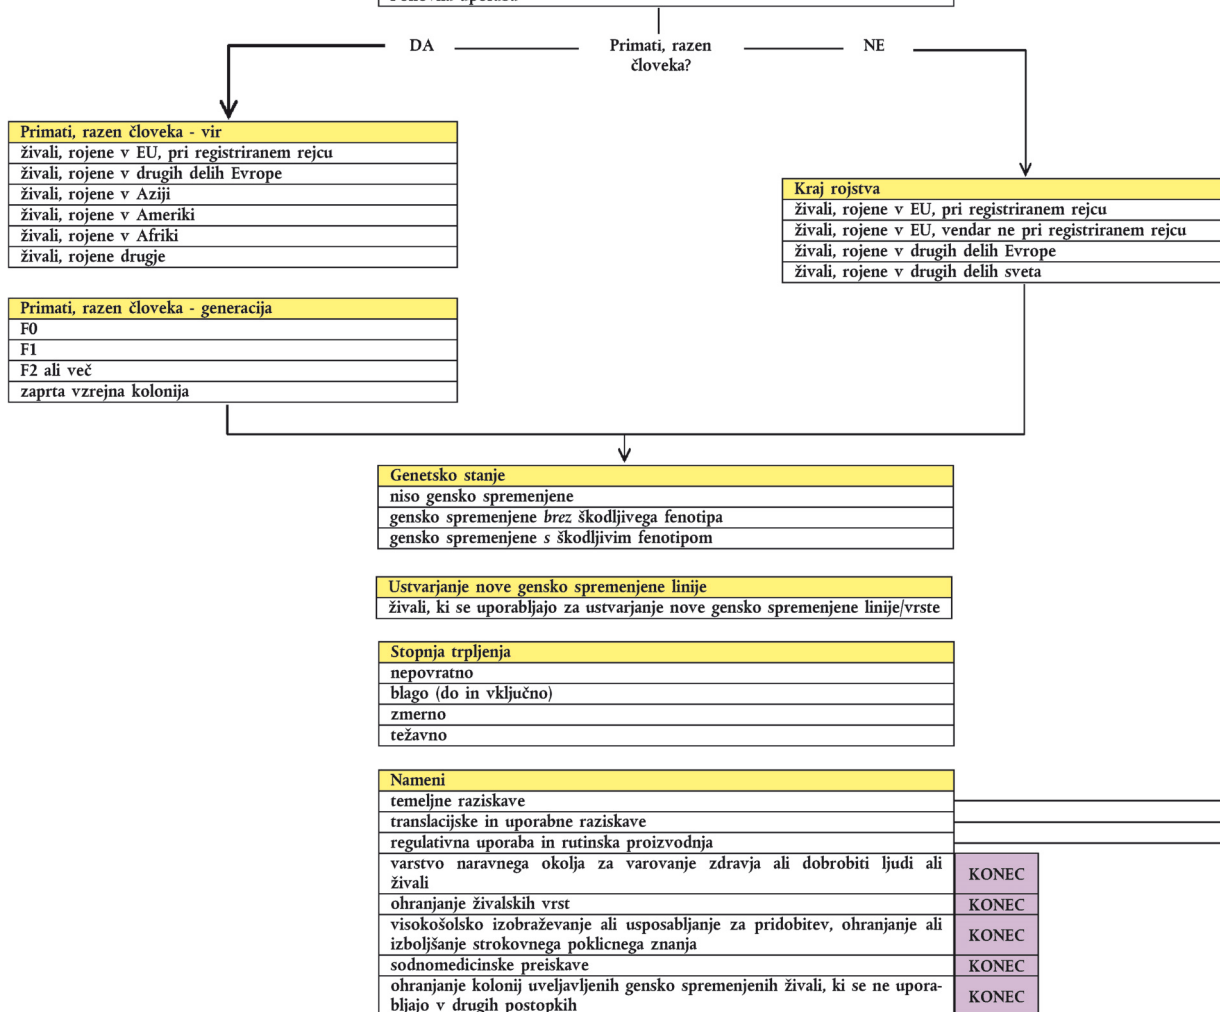 DA
Primati, razen
človeka?
NE
Primati, razen človeka - vir
živali, rojene v EU, pri registriranem rejcu
živali, rojene v drugih delih Evrope
živali, rojene v Aziji
živali, rojene v Ameriki
živali, rojene v Afriki
živali, rojene drugje
Kraj rojstva
živali, rojene v EU, pri registriranem rejcu
živali, rojene v EU, vendar ne pri registriranem rejcu
živali, rojene v drugih delih Evrope
živali, rojene v drugih delih sveta
Primati, razen človeka - generacija
F0
F1
F2 ali več
zaprta vzrejna kolonija
Genetsko stanje
niso gensko spremenjene
gensko spremenjene brez škodljivega fenotipa
gensko spremenjene s škodljivim fenotipom
Ustvarjanje nove gensko spremenjene linije
živali, ki se uporabljajo za ustvarjanje nove gensko spremenjene linije/vrste
Stopnja trpljenja
nepovratno
blago (do in vključno)
zmerno
težavno
Nameni
temeljne raziskave
translacijske in uporabne raziskave
regulativna uporaba in rutinska proizvodnja
varstvo naravnega okolja za varovanje zdravja ali dobrobiti ljudi ali
živali
KONEC
ohranjanje živalskih vrst
KONEC
visokošolsko izobraževanje ali usposabljanje za pridobitev, ohranjanje ali
izboljšanje strokovnega poklicnega znanja
KONEC
sodnomedicinske preiskave
KONEC
ohranjanje kolonij uveljavljenih gensko spremenjenih živali, ki se ne upora-
bljajo v drugih postopkih
KONEC